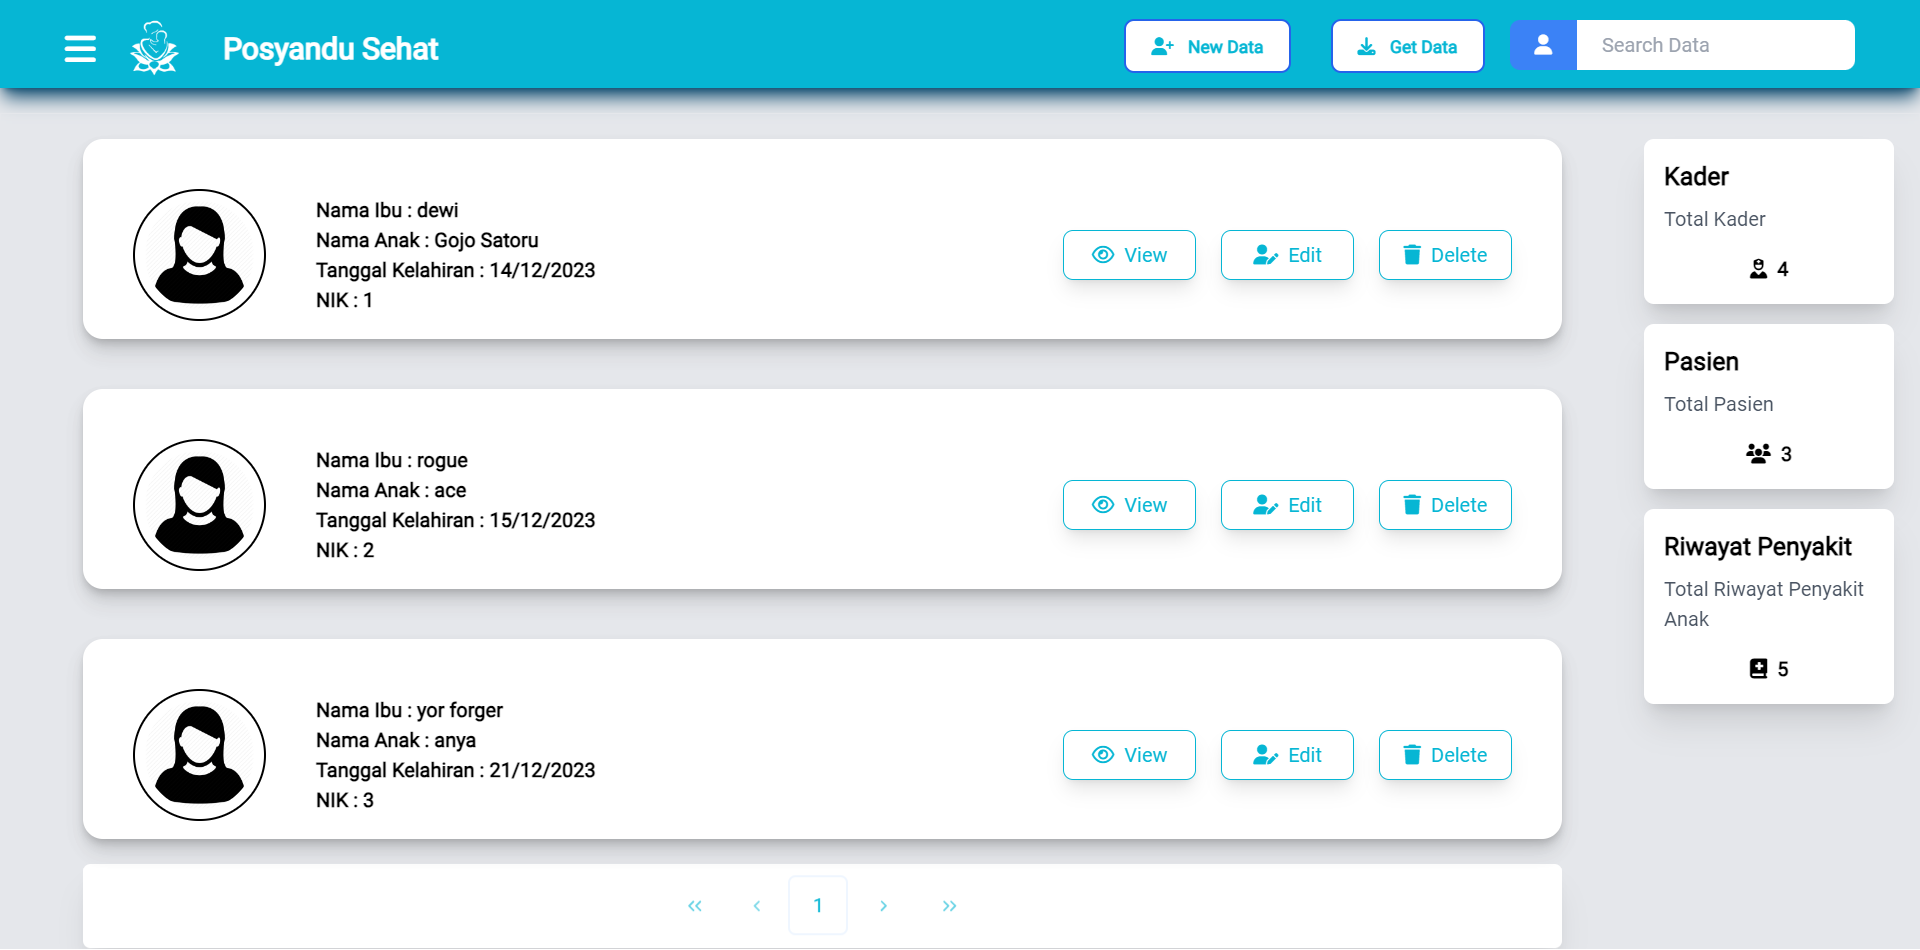 Posyandu Sehat
New Data
Get Data
Search Data
Nama Ibu : dewi
Nama Anak : Gojo Satoru
Tanggal Kelahiran : 14/12/2023
NIK : 1
View
Edit
Delete
Nama Ibu : rogue
Nama Anak : ace
Tanggal Kelahiran : 15/12/2023
NIK : 2
View
Edit
Delete
Nama Ibu : yor forger
Nama Anak : anya
Tanggal Kelahiran : 21/12/2023
NIK : 3
View
Edit
Delete
1
Kader
Total Kader
4
Pasien
Total Pasien
3
Riwayat Penyakit
Total Riwayat Penyakit
Anak
5